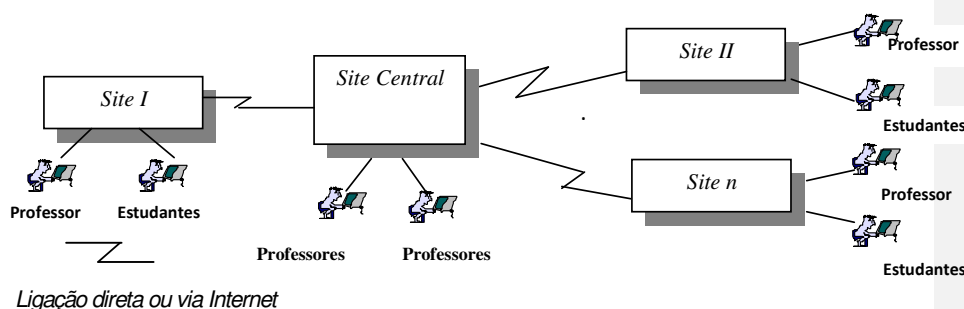 Site I
Professor
Estudantes
Site Central
Professores
Professores
Site II
Professor
Estudantes
Site n
Professor
Estudantes
Ligação direta ou via Internet